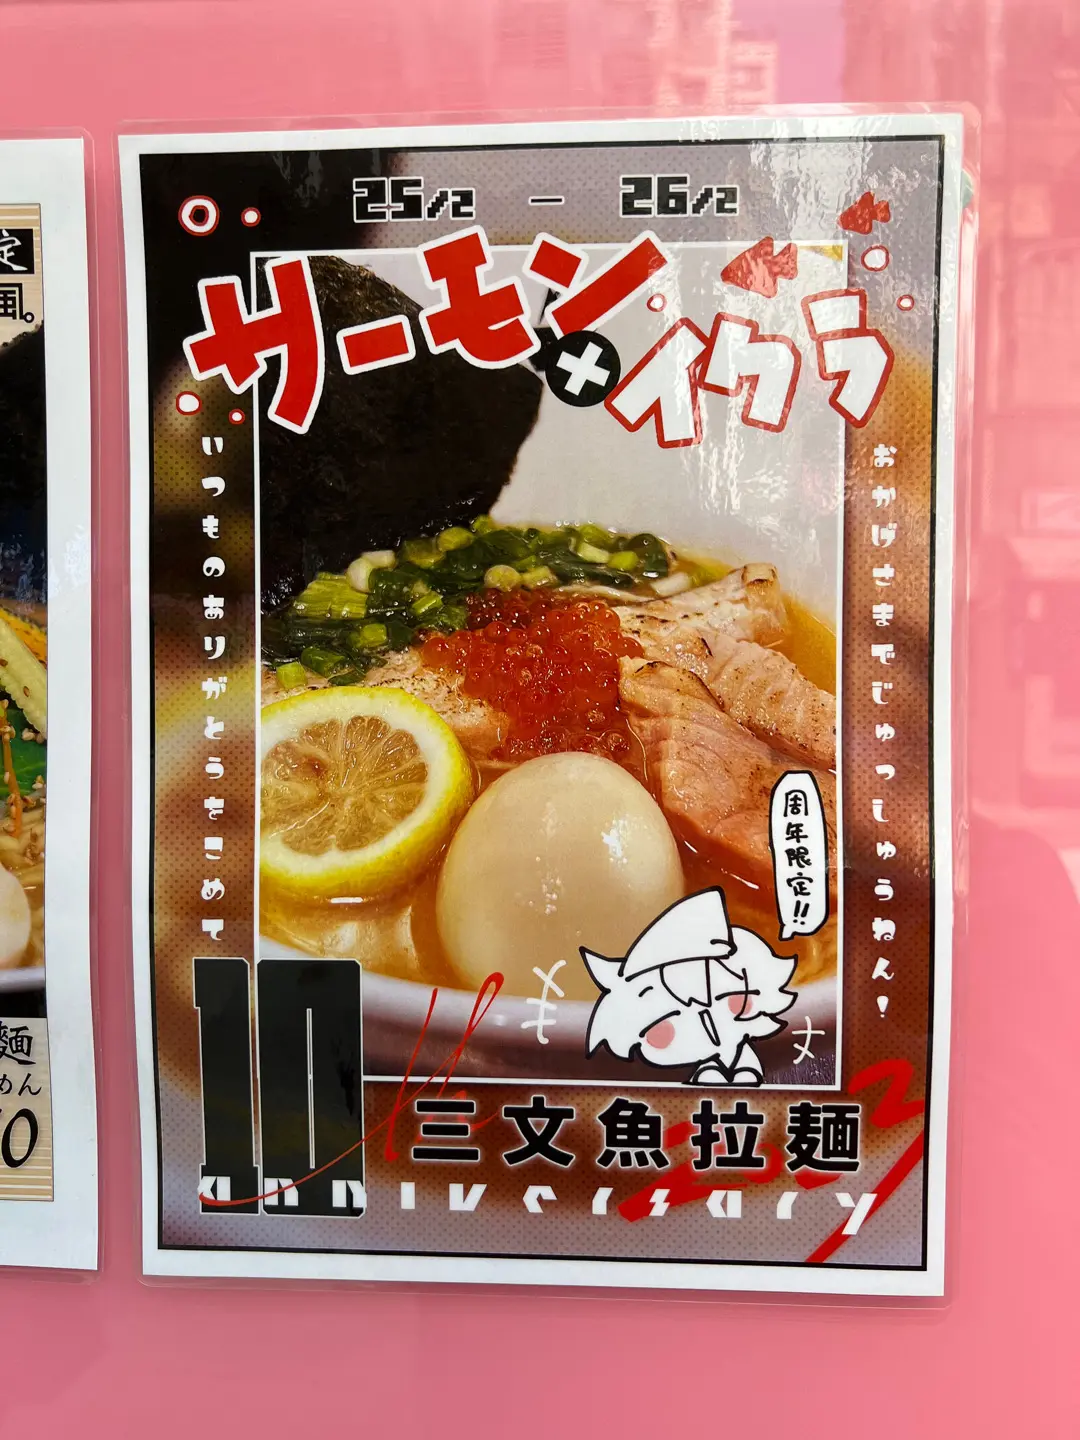 25/2 — 26/2
サーモン×イクラ
いつものありがとうをこめて
おかげさまでじゅっしゅうねん!
周年限定!!
10
三文魚拉麺
anniversary
定
風。
麺
めん
0